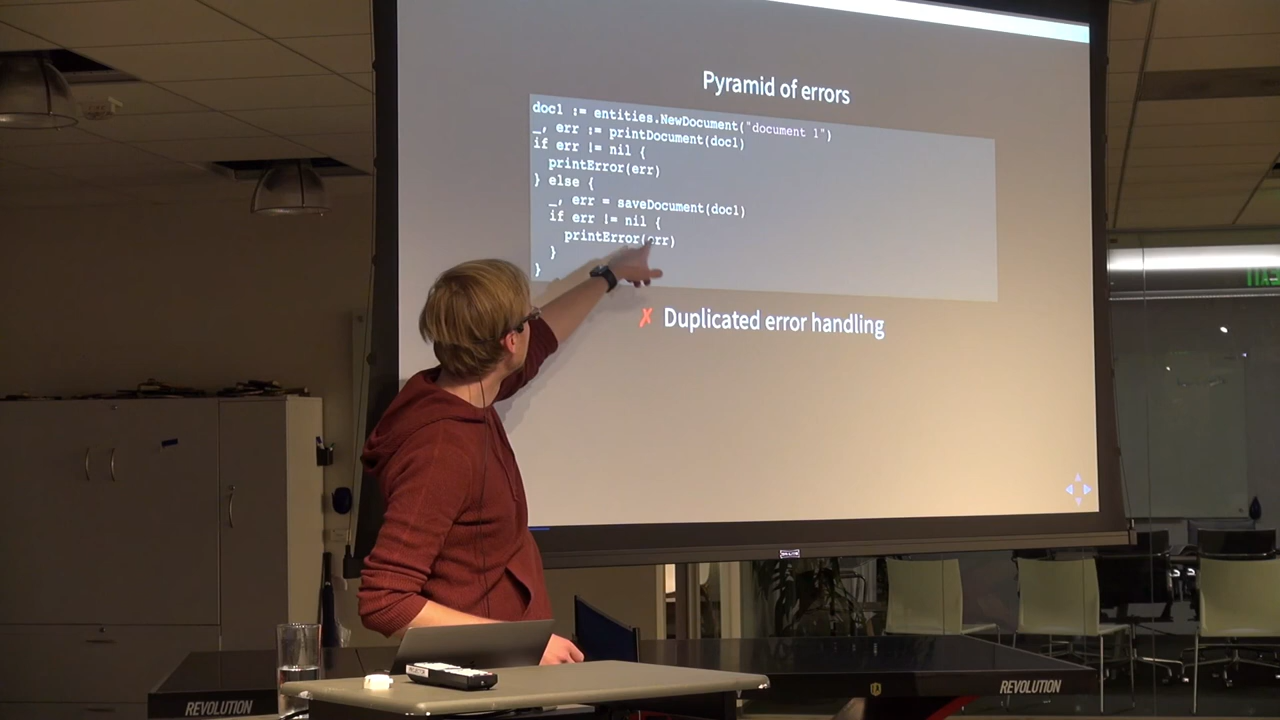 Pyramid of errors
doc1 := entities.NewDocument("document 1")
_, err := printDocument(doc1)
if err != nil {
  printError(err)
} else {
  _, err = saveDocument(doc1)
  if err != nil {
    printError(err)
  }
}
✗ Duplicated error handling
EXIT
REVOLUTION
REVOLUTION